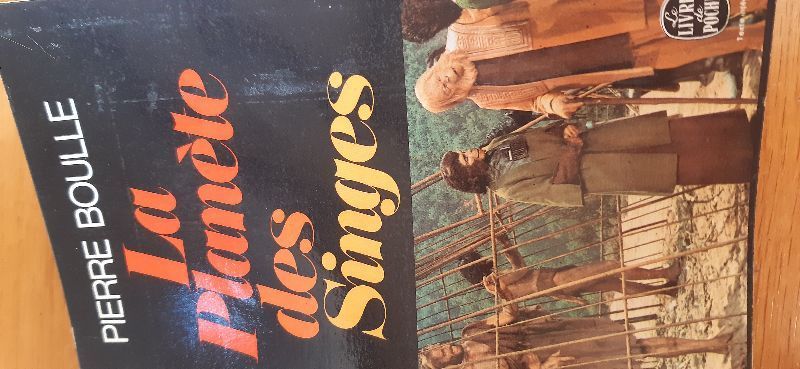 PIERRE BOULLE
La
Planète
des
Singes
Le
LIVRE
de
POCHE